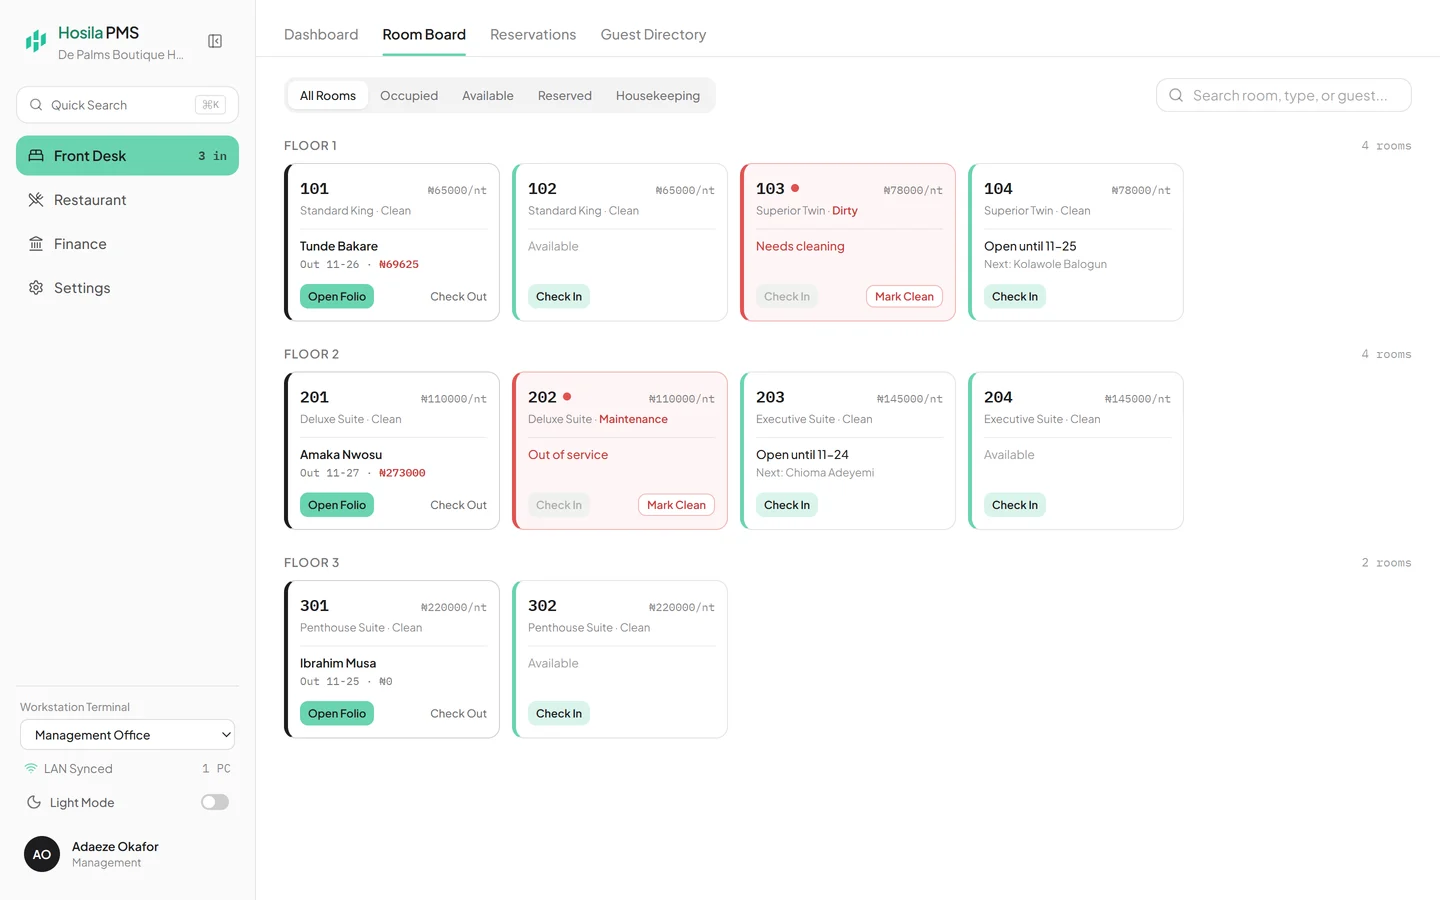 Hosila PMS
De Palms Boutique H...
Quick Search ⌘K
Front Desk 3 in
Restaurant
Finance
Settings
Workstation Terminal
Management Office
LAN Synced 1 PC
Light Mode
AO
Adaeze Okafor
Management
Dashboard Room Board Reservations Guest Directory
All Rooms Occupied Available Reserved Housekeeping
Search room, type, or guest...
FLOOR 1 4 rooms
101 ₦65000/nt
Standard King · Clean
Tunde Bakare
Out 11-26 · ₦69625
Open Folio Check Out
102 ₦65000/nt
Standard King · Clean
Available
Check In
103 ₦78000/nt
Superior Twin · Dirty
Needs cleaning
Check In Mark Clean
104 ₦78000/nt
Superior Twin · Clean
Open until 11-25
Next: Kolawole Balogun
Check In
FLOOR 2 4 rooms
201 ₦110000/nt
Deluxe Suite · Clean
Amaka Nwosu
Out 11-27 · ₦273000
Open Folio Check Out
202 ₦110000/nt
Deluxe Suite · Maintenance
Out of service
Check In Mark Clean
203 ₦145000/nt
Executive Suite · Clean
Open until 11-24
Next: Chioma Adeyemi
Check In
204 ₦145000/nt
Executive Suite · Clean
Available
Check In
FLOOR 3 2 rooms
301 ₦220000/nt
Penthouse Suite · Clean
Ibrahim Musa
Out 11-25 · ₦0
Open Folio Check Out
302 ₦220000/nt
Penthouse Suite · Clean
Available
Check In